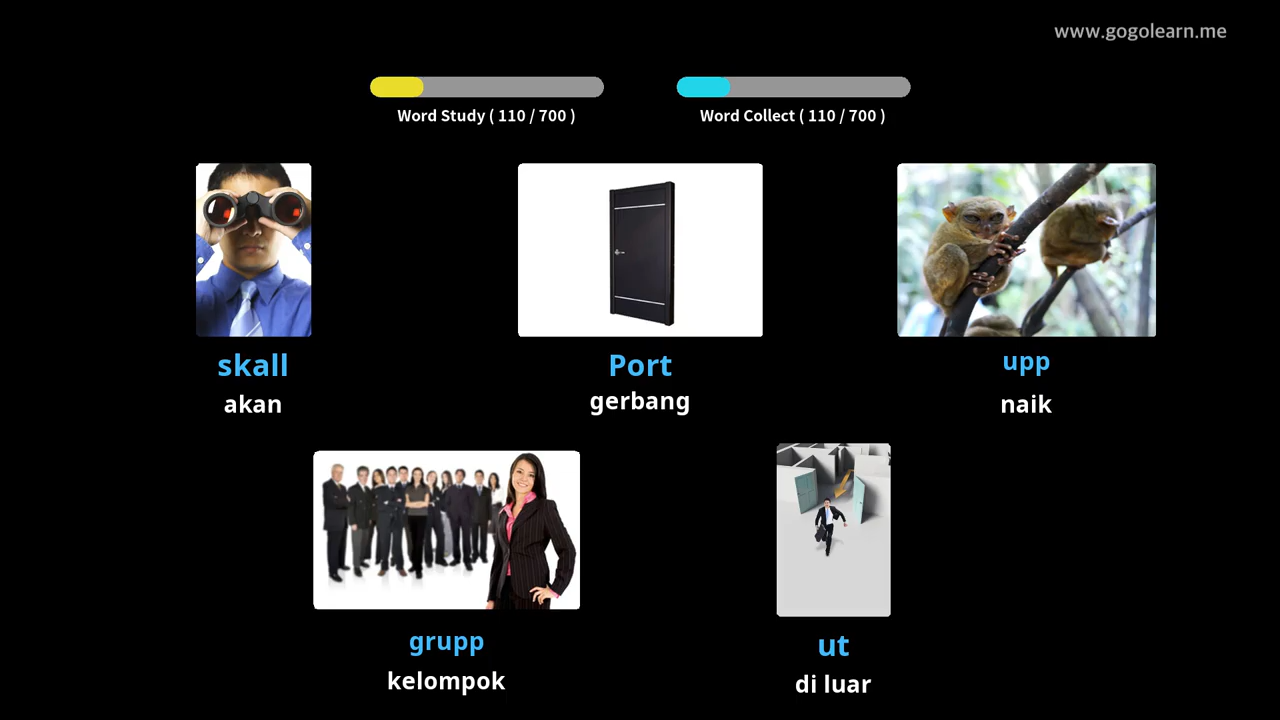 www.gogolearn.me
Word Study ( 110 / 700 )
Word Collect ( 110 / 700 )
skall
akan
Port
gerbang
upp
naik
grupp
kelompok
ut
di luar